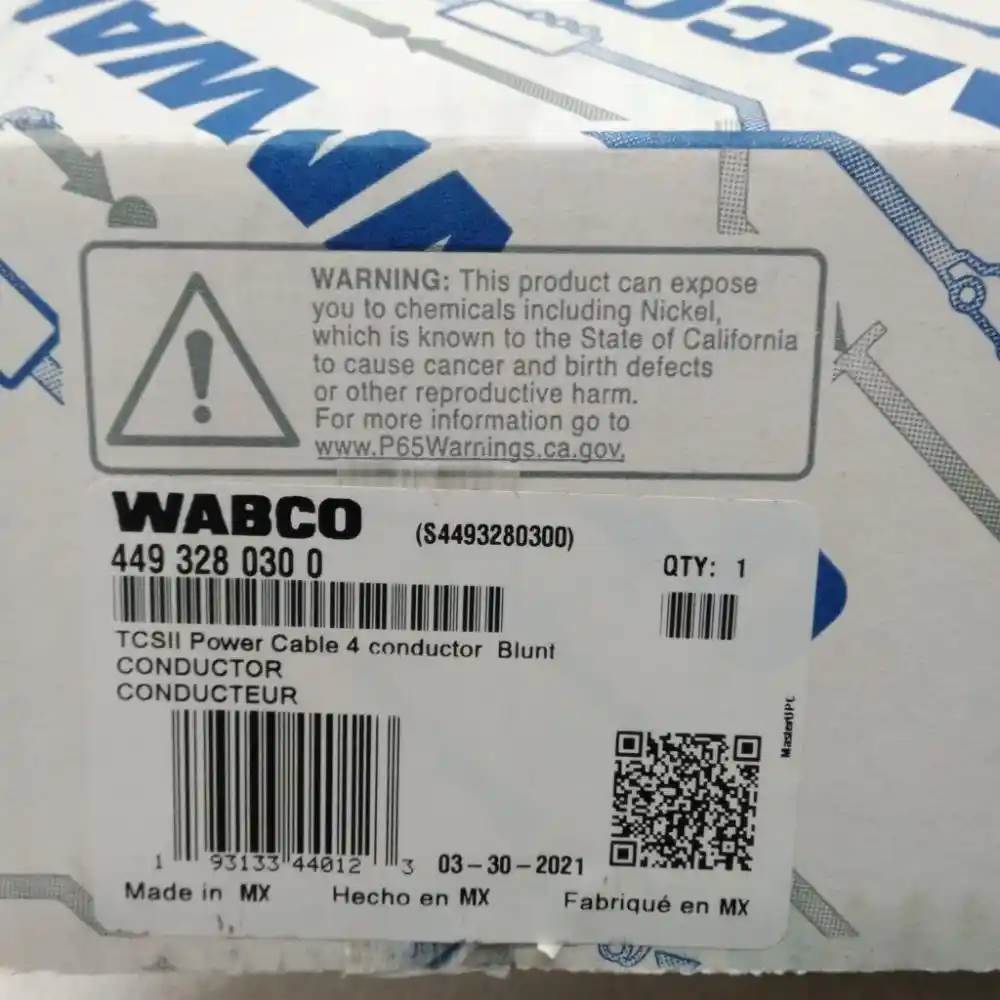 WABCO
ABCO
WARNING: This product can expose
you to chemicals including Nickel,
which is known to the State of California
to cause cancer and birth defects
or other reproductive harm.
For more information go to
www.P65Warnings.ca.gov.
WABCO (S4493280300)
449 328 030 0 QTY: 1
TCSII Power Cable 4 conductor Blunt
CONDUCTOR
CONDUCTEUR
MasterUPC
1 93133 44012 3 03-30-2021
Made in MX Hecho en MX Fabriqué en MX